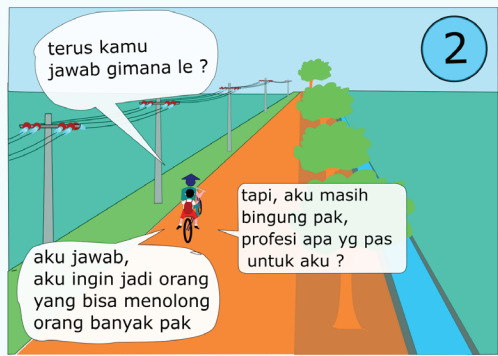 2
terus kamu
jawab gimana le ?
aku jawab,
aku ingin jadi orang
yang bisa menolong
orang banyak pak
tapi, aku masih
bingung pak,
profesi apa yg pas
untuk aku ?